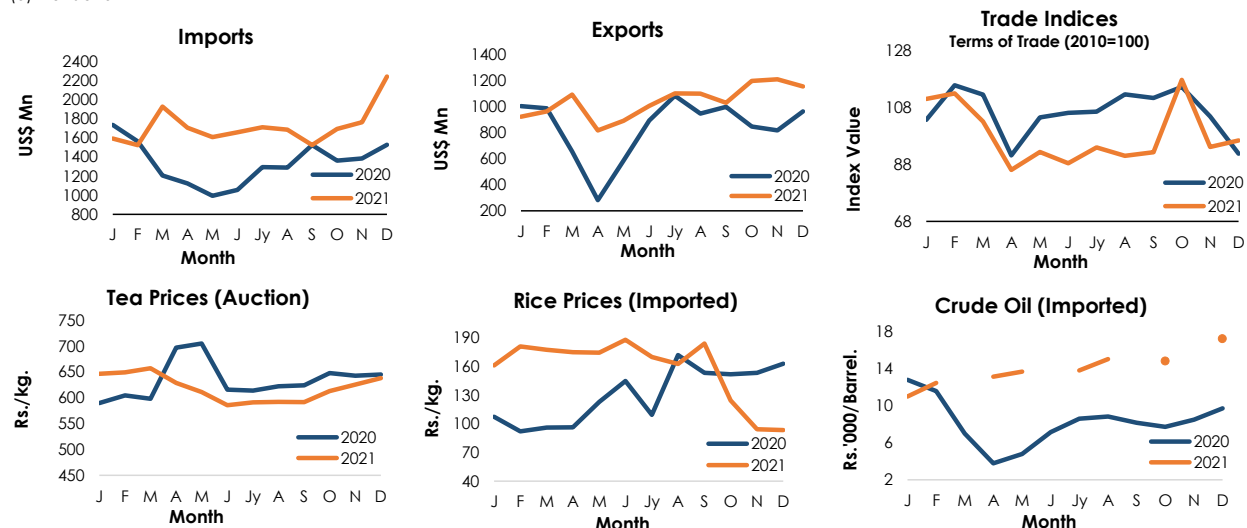 Imports
US$ Mn
2400
2200
2000
1800
1600
1400
1200
1000
800
2020
2021
J F M A M J Jy A S O N D
Month
Exports
US$ Mn
1400
1200
1000
800
600
400
200
2020
2021
J F M A M J Jy A S O N D
Month
Trade Indices
Terms of Trade (2010=100)
Index Value
128
108
88
68
2020
2021
J F M A M J Jy A S O N D
Month
Tea Prices (Auction)
Rs./kg.
750
700
650
600
550
500
450
2020
2021
J F M A M J Jy A S O N D
Month
Rice Prices (Imported)
Rs./kg.
190
160
130
100
70
40
2020
2021
J F M A M J Jy A S O N D
Month
Crude Oil (Imported)
Rs.'000/Barrel.
18
14
10
6
2
2020
2021
J F M A M J Jy A S O N D
Month